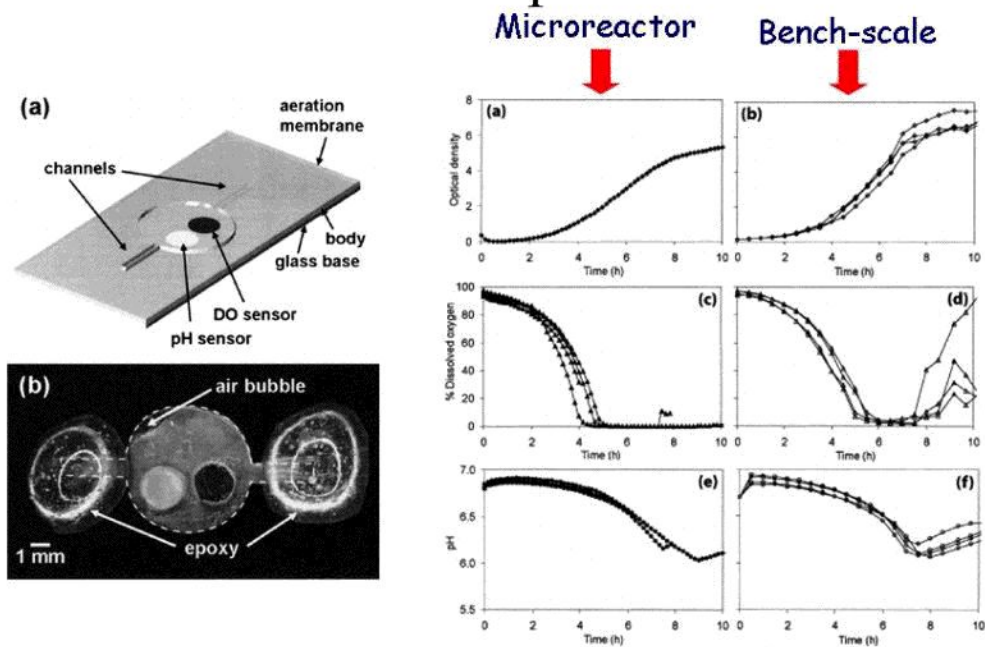 Microreactor
Bench-scale
(a)
aeration
membrane
channels
body
glass base
DO sensor
pH sensor
(b)
air bubble
epoxy
1 mm
(a)
8
6
4
2
0
Optical density
0 2 4 6 8 10
Time (h)
(b)
0 2 4 6 8 10
Time (h)
(c)
100
80
60
40
20
0
% Dissolved oxygen
0 2 4 6 8 10
Time (h)
(d)
0 2 4 6 8 10
Time (h)
(e)
7.0
6.5
6.0
5.5
pH
0 2 4 6 8 10
Time (h)
(f)
0 2 4 6 8 10
Time (h)